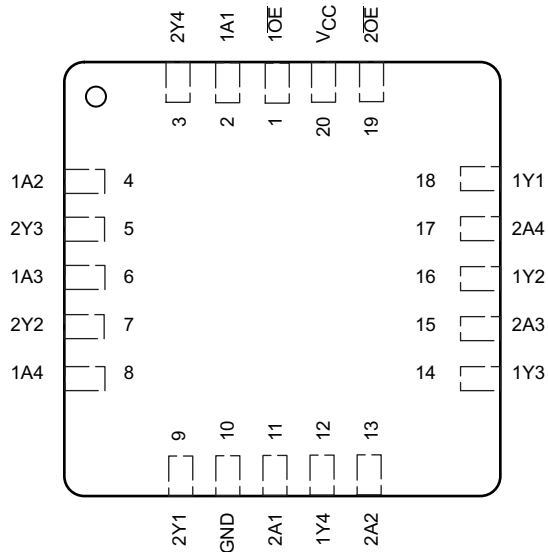 2Y4 1A1 1O̅E̅ VCC 2O̅E̅
3 2 1 20 19
1A2 4 18 1Y1
2Y3 5 17 2A4
1A3 6 16 1Y2
2Y2 7 15 2A3
1A4 8 14 1Y3
9 10 11 12 13
2Y1 GND 2A1 1Y4 2A2